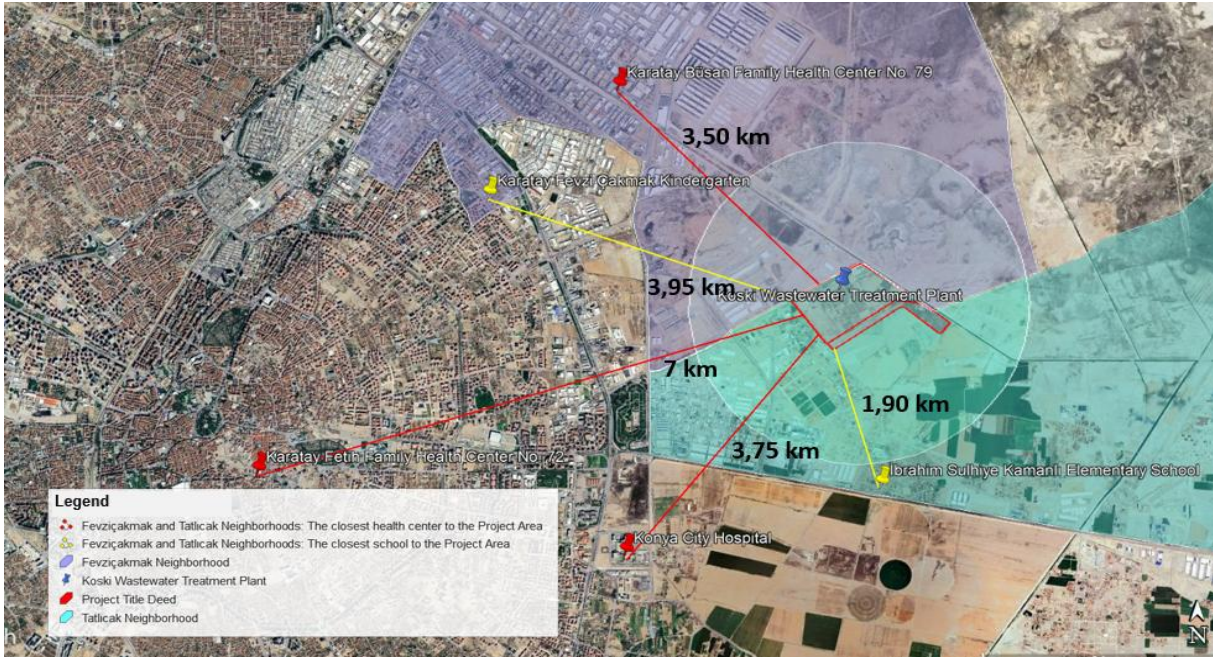 Karatay Büsan Family Health Center No. 79
3,50 km
Karatay Fevzi Çakmak Kindergarten
3,95 km
Koski Wastewater Treatment Plant
7 km
1,90 km
3,75 km
Karatay Fetih Family Health Center No. 72
İbrahim Sulhiye Kamanlı Elementary School
Konya City Hospital
Legend
Fevziçakmak and Tatlıcak Neighborhoods: The closest health center to the Project Area
Fevziçakmak and Tatlıcak Neighborhoods: The closest school to the Project Area
Fevziçakmak Neighborhood
Koski Wastewater Treatment Plant
Project Title Deed
Tatlıcak Neighborhood
N